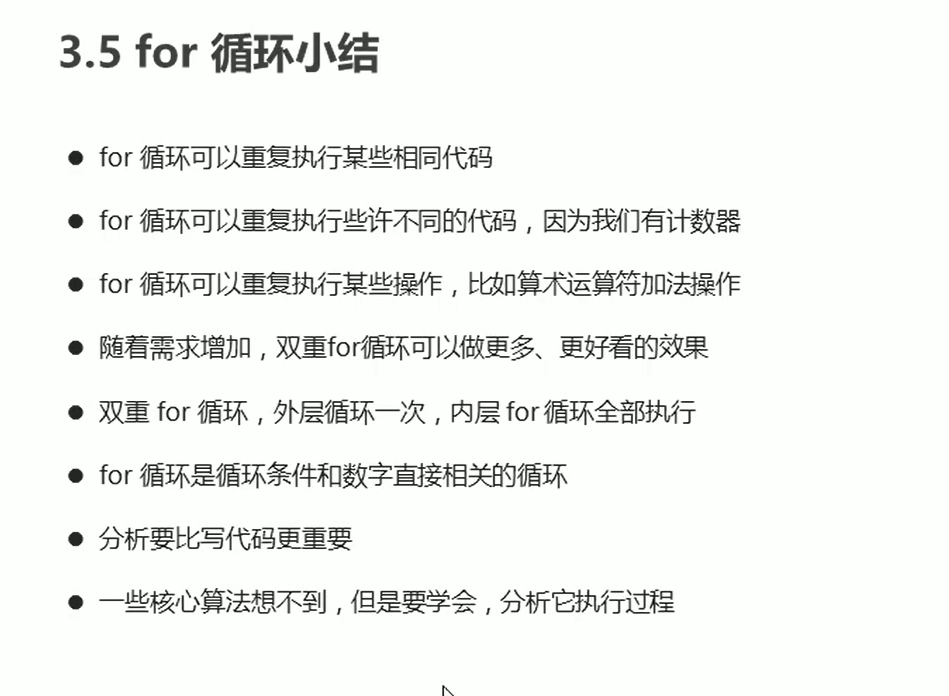 3.5 for 循环小结
● for 循环可以重复执行某些相同代码
● for 循环可以重复执行些许不同的代码，因为我们有计数器
● for 循环可以重复执行某些操作，比如算术运算符加法操作
● 随着需求增加，双重for循环可以做更多、更好看的效果
● 双重 for 循环，外层循环一次，内层 for 循环全部执行
● for 循环是循环条件和数字直接相关的循环
● 分析要比写代码更重要
● 一些核心算法想不到，但是要学会，分析它执行过程